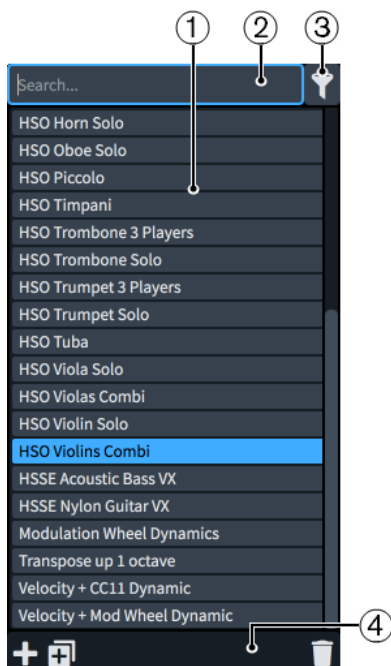 ① ② ③
Search...
HSO Horn Solo
HSO Oboe Solo
HSO Piccolo
HSO Timpani
HSO Trombone 3 Players
HSO Trombone Solo
HSO Trumpet 3 Players
HSO Trumpet Solo
HSO Tuba
HSO Viola Solo
HSO Violas Combi
HSO Violin Solo
HSO Violins Combi
HSSE Acoustic Bass VX
HSSE Nylon Guitar VX
Modulation Wheel Dynamics
Transpose up 1 octave
Velocity + CC11 Dynamic
Velocity + Mod Wheel Dynamic
④